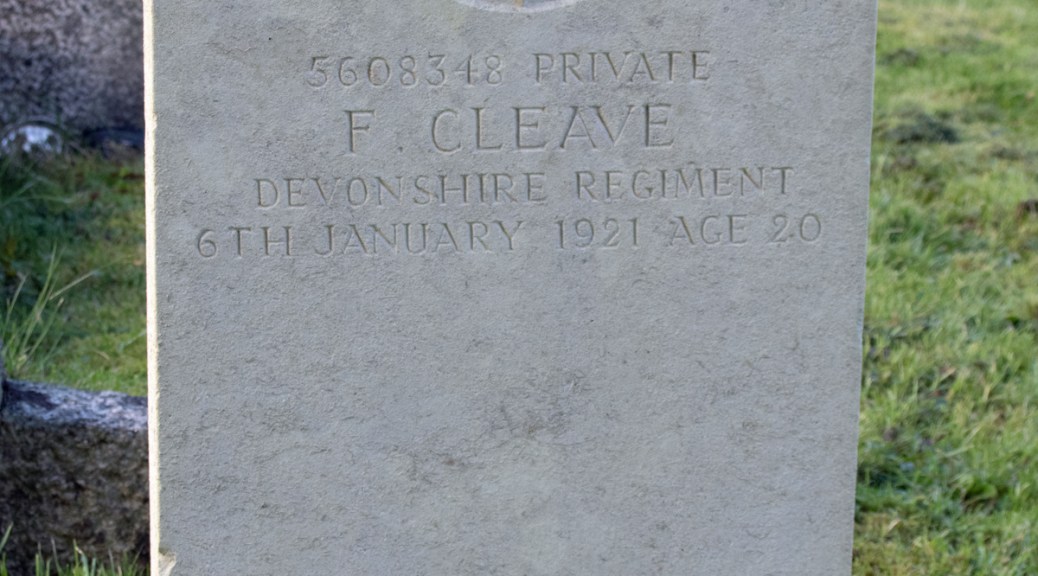 5608348 PRIVATE
F. CLEAVE
DEVONSHIRE REGIMENT
6TH JANUARY 1921 AGE 20